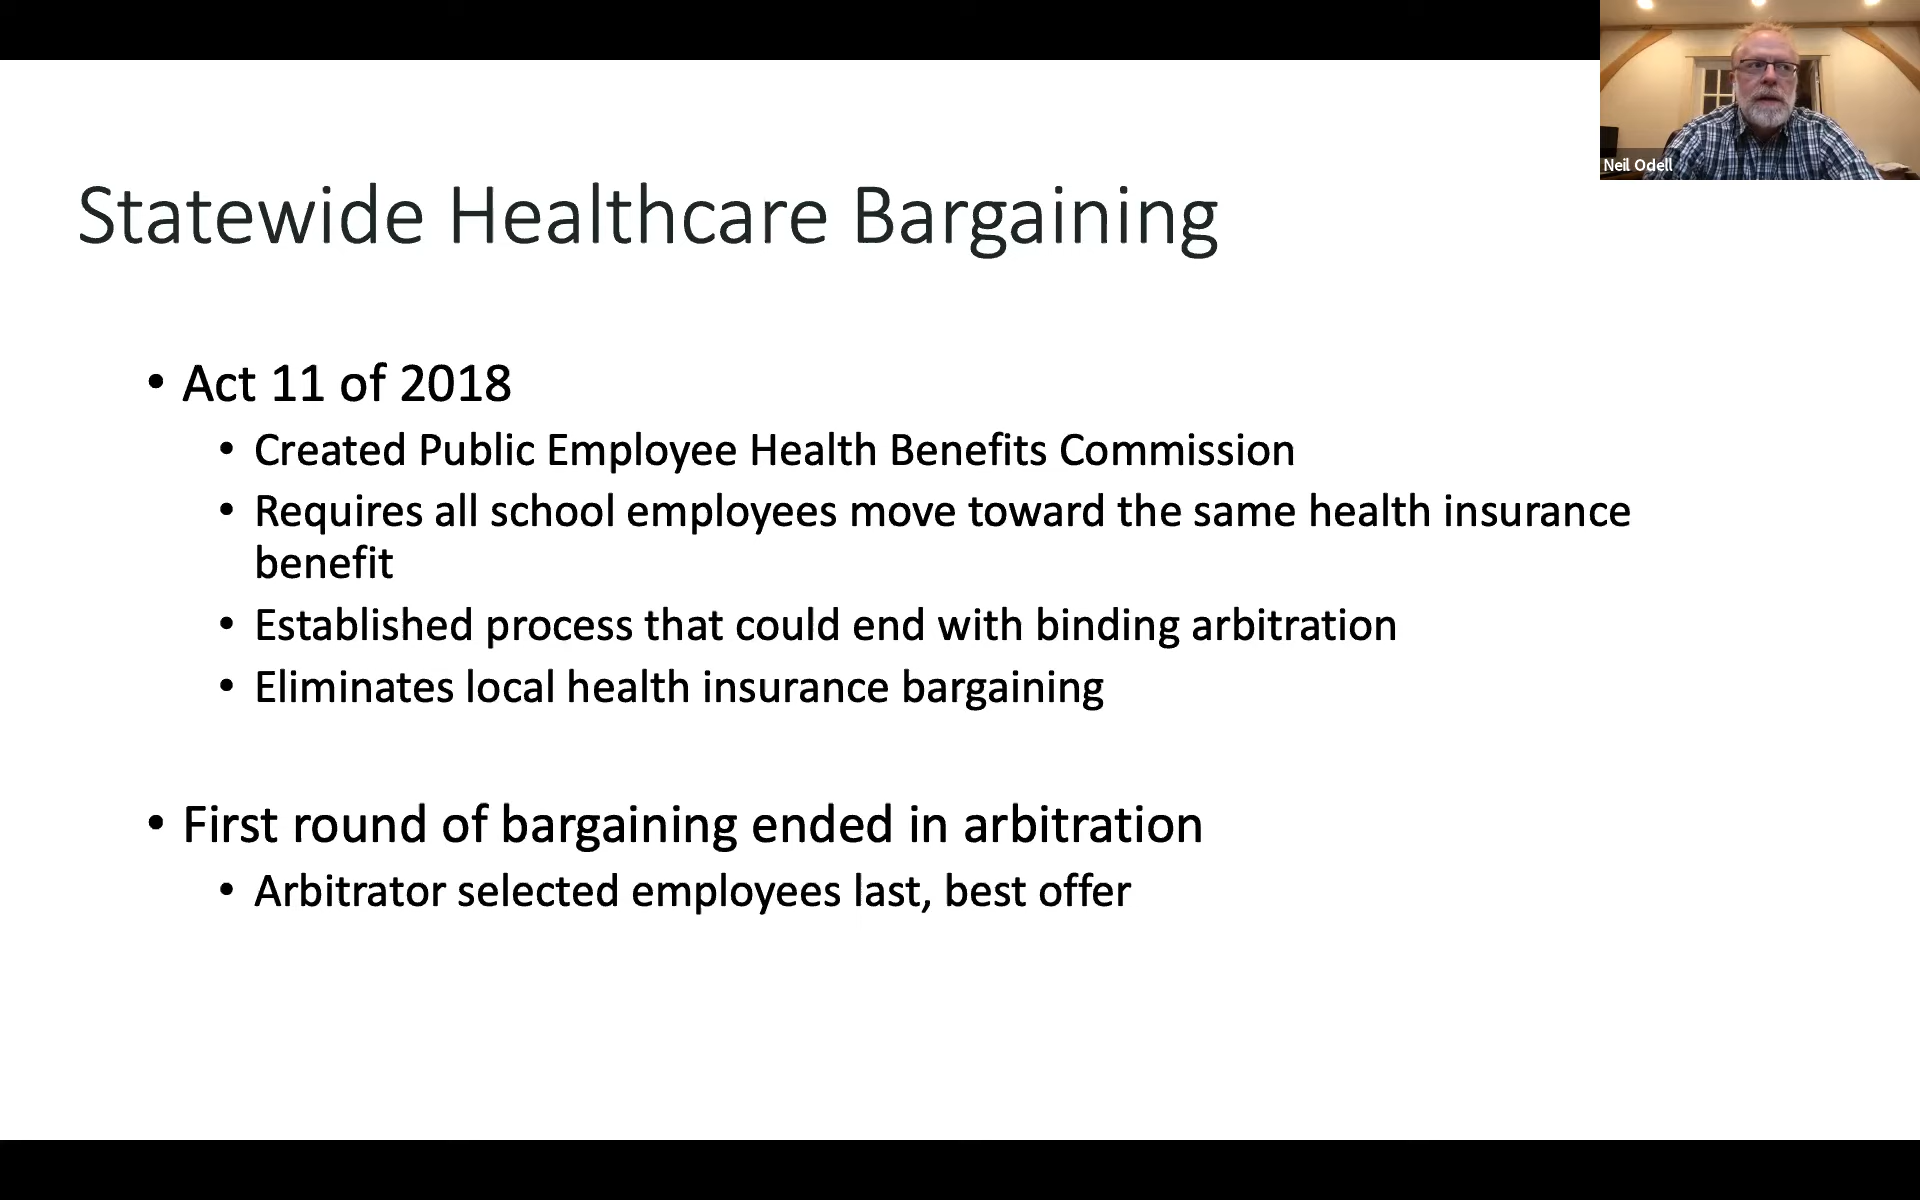 Neil Odell
Statewide Healthcare Bargaining
• Act 11 of 2018
• Created Public Employee Health Benefits Commission
• Requires all school employees move toward the same health insurance
benefit
• Established process that could end with binding arbitration
• Eliminates local health insurance bargaining
• First round of bargaining ended in arbitration
• Arbitrator selected employees last, best offer